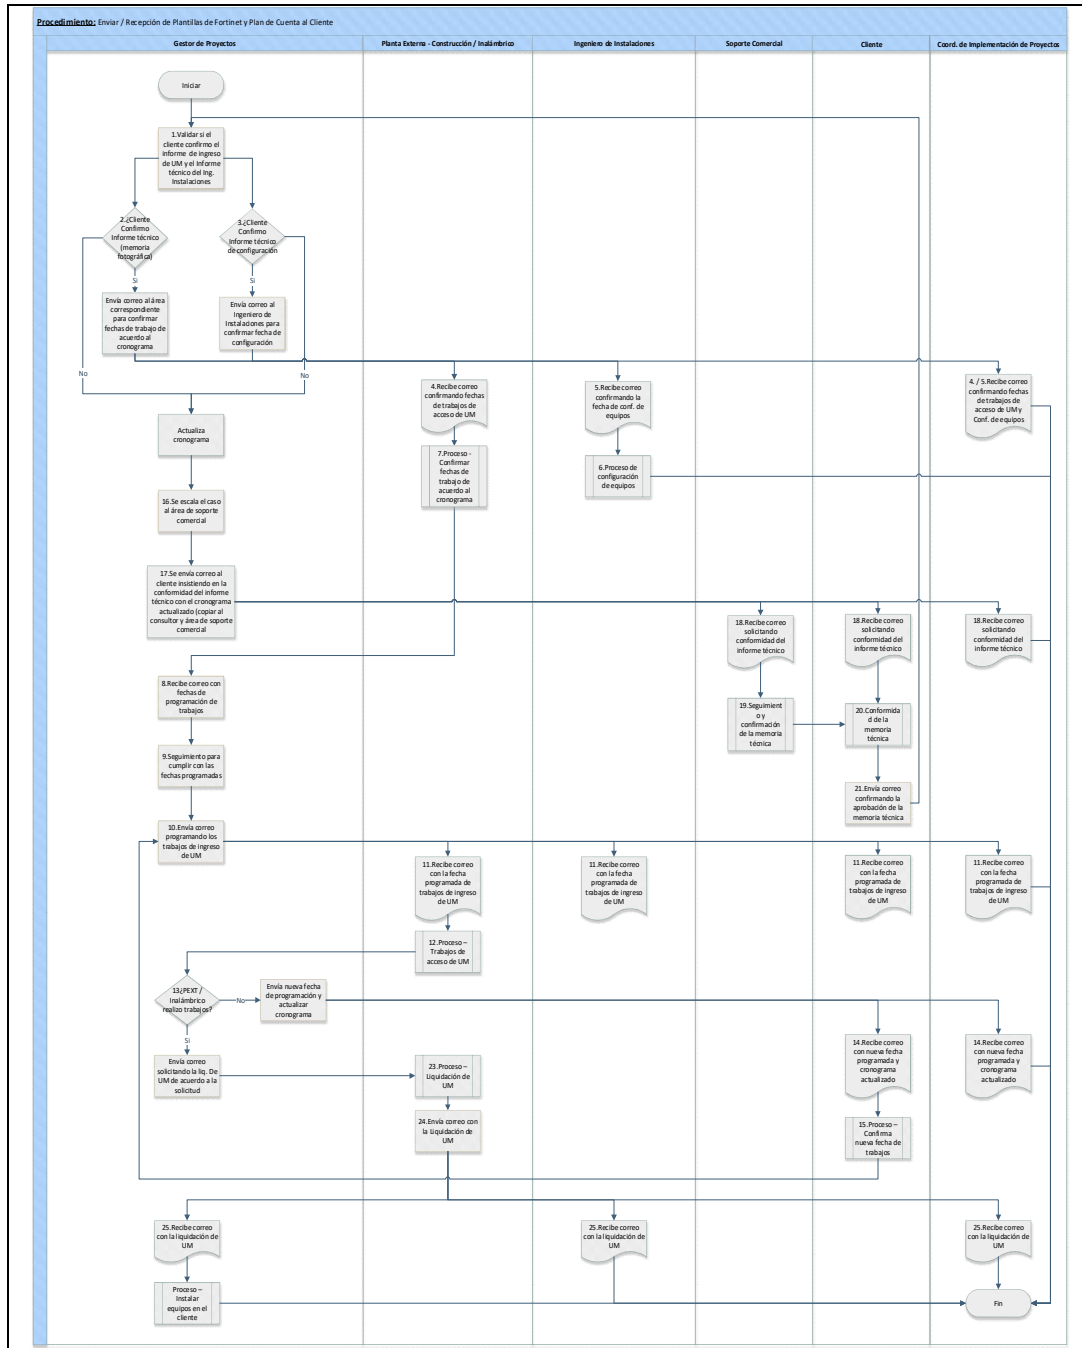 Procedimiento: Enviar / Recepción de Plantillas de Fortinet y Plan de Cuenta al Cliente
Gestor de Proyectos
Planta Externa - Construcción / Inalámbrico
Ingeniero de Instalaciones
Soporte Comercial
Cliente
Coord. de Implementación de Proyectos
Iniciar
1.Validar si el
cliente confirmo el
informe de ingreso
de UM y el Informe
técnico del Ing.
Instalaciones
2.¿Cliente
Confirmo
Informe técnico
(memoria
fotográfica)
3.¿Cliente
Confirmo
Informe técnico
de configuración
Si
Si
Envía correo al área
correspondiente
para confirmar
fechas de trabajo de
acuerdo al
cronograma
Envía correo al
Ingeniero de
Instalaciones para
confirmar fecha de
configuración
No
No
4.Recibe correo
confirmando fechas
de trabajos de
acceso de UM
5.Recibe correo
confirmando la
fecha de conf. de
equipos
4. / 5.Recibe correo
confirmando fechas
de trabajos de
acceso de UM y
Conf. de equipos
Actualiza
cronograma
7.Proceso -
Confirmar
fechas de
trabajo de
acuerdo al
cronograma
6.Proceso de
configuración
de equipos
16.Se escala el caso
al área de soporte
comercial
17.Se envía correo al
cliente insistiendo en la
conformidad del informe
técnico con el cronograma
actualizado (copiar al
consultor y área de soporte
comercial
18.Recibe correo
solicitando
conformidad del
informe técnico
18.Recibe correo
solicitando
conformidad del
informe técnico
18.Recibe correo
solicitando
conformidad del
informe técnico
8.Recibe correo con
fechas de
programación de
trabajos
19.Seguimient
o y
confirmación
de la memoria
técnica
20.Conformida
d de la
memoria
técnica
9.Seguimiento para
cumplir con las
fechas programadas
21.Envía correo
confirmando la
aprobación de la
memoria técnica
10.Envía correo
programando los
trabajos de ingreso
de UM
11.Recibe correo
con la fecha
programada de
trabajos de ingreso
de UM
11.Recibe correo
con la fecha
programada de
trabajos de ingreso
de UM
11.Recibe correo
con la fecha
programada de
trabajos de ingreso
de UM
11.Recibe correo
con la fecha
programada de
trabajos de ingreso
de UM
12.Proceso –
Trabajos de
acceso de UM
13¿PEXT /
Inalámbrico
realizo trabajos?
No
Envía nueva fecha
de programación y
actualizar
cronograma
Si
14.Recibe correo
con nueva fecha
programada y
cronograma
actualizado
14.Recibe correo
con nueva fecha
programada y
cronograma
actualizado
Envía correo
solicitando la liq. De
UM de acuerdo a la
solicitud
23.Proceso –
Liquidación de
UM
24.Envía correo con
la Liquidación de
UM
15.Proceso –
Confirma
nueva fecha de
trabajos
25.Recibe correo
con la liquidación de
UM
25.Recibe correo
con la liquidación de
UM
25.Recibe correo
con la liquidación de
UM
Proceso –
Instalar
equipos en el
cliente
Fin